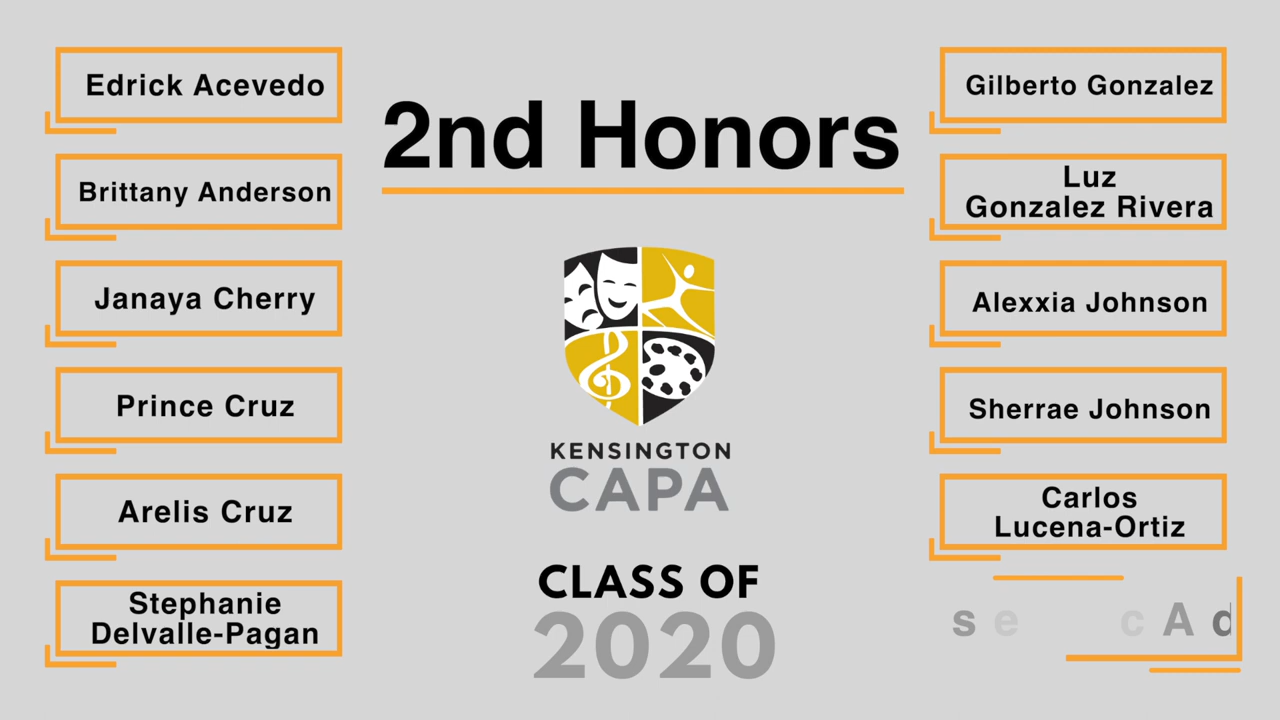 2nd Honors
Edrick Acevedo
Brittany Anderson
Janaya Cherry
Prince Cruz
Arelis Cruz
Stephanie
Delvalle-Pagan
KENSINGTON
CAPA
CLASS OF
2020
Gilberto Gonzalez
Luz
Gonzalez Rivera
Alexxia Johnson
Sherrae Johnson
Carlos
Lucena-Ortiz